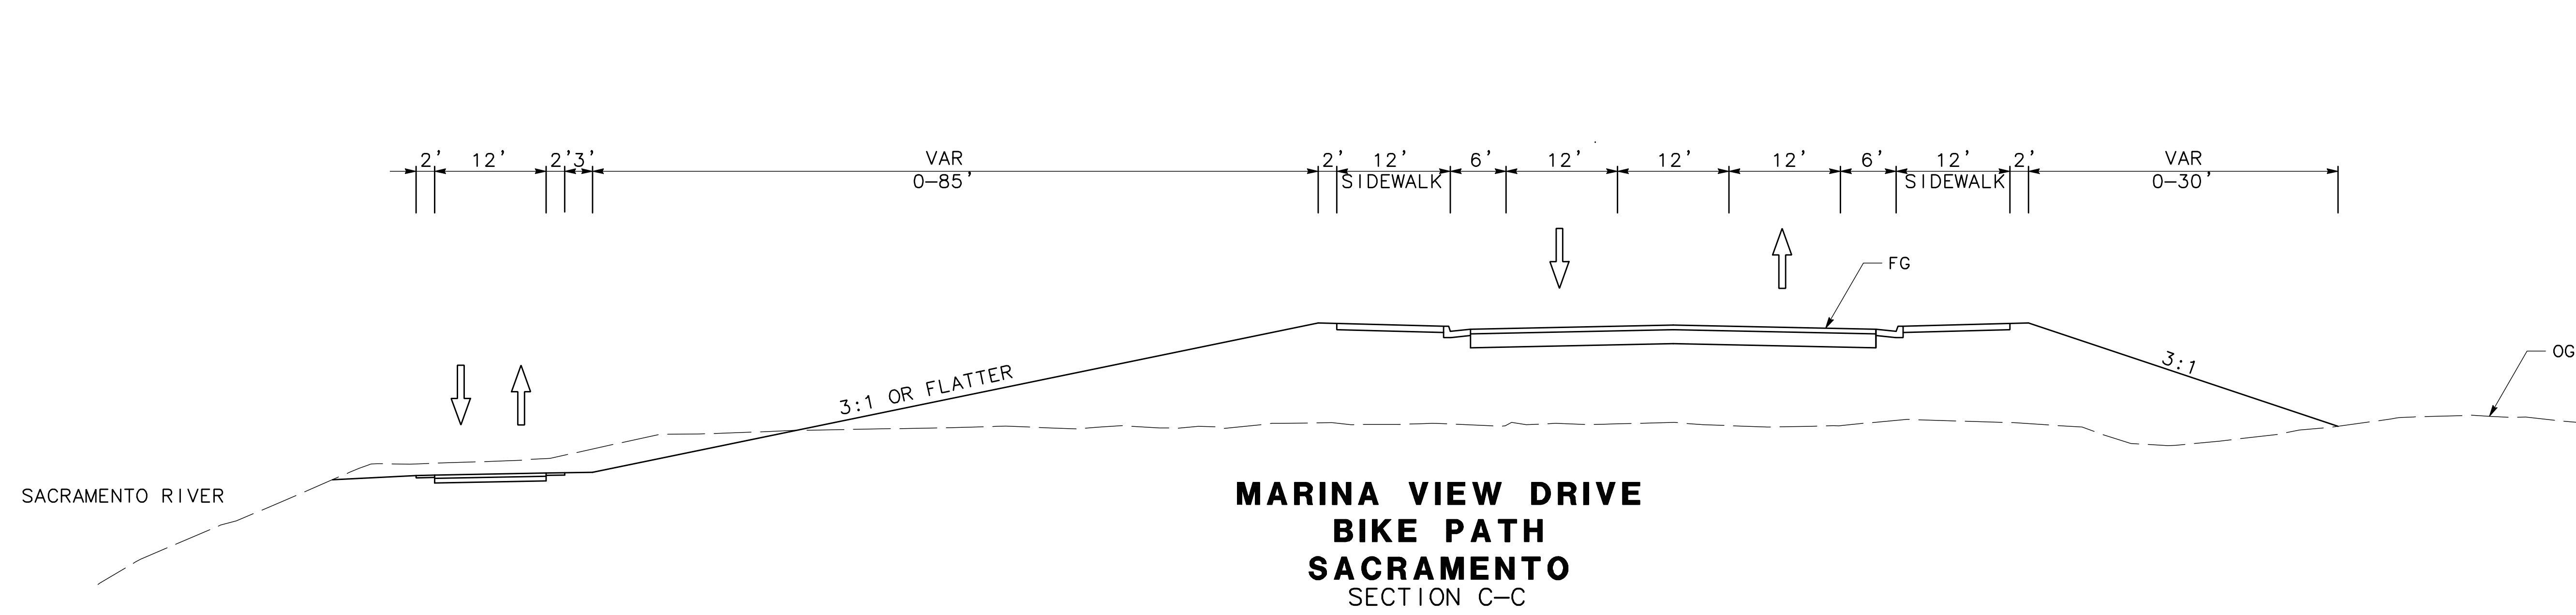 2' 12' 2' 3' VAR 2' 12' 6' 12' 12' 12' 6' 12' 2' VAR
0-85' SIDEWALK SIDEWALK 0-30'
FG
OG
3:1
3:1 OR FLATTER
SACRAMENTO RIVER
MARINA VIEW DRIVE
BIKE PATH
SACRAMENTO
SECTION C-C